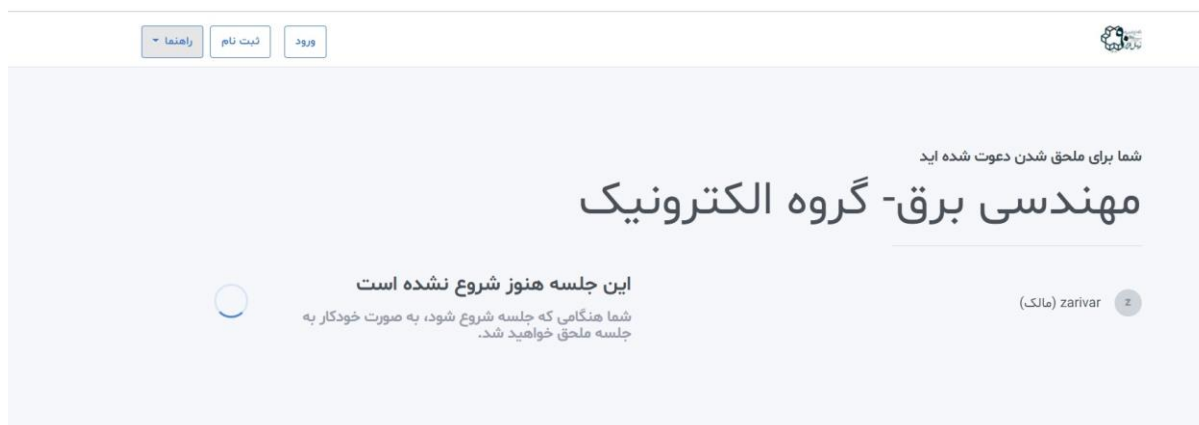 راهنما
ثبت نام
ورود
شما برای ملحق شدن دعوت شده اید
مهندسی برق- گروه الکترونیک
این جلسه هنوز شروع نشده است
شما هنگامی که جلسه شروع شود، به صورت خودکار به
جلسه ملحق خواهید شد.
z
zarivar (مالک)